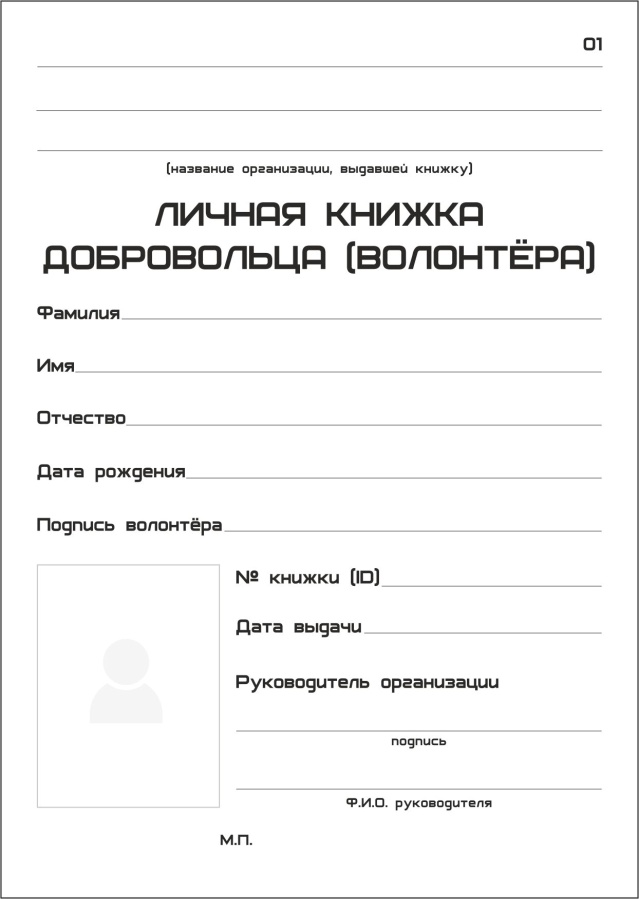 01
(название организации, выдавшей книжку)
ЛИЧНАЯ КНИЖКА
ДОБРОВОЛЬЦА (ВОЛОНТЁРА)
Фамилия
Имя
Отчество
Дата рождения
Подпись волонтёра
№ книжки (ID)
Дата выдачи
Руководитель организации
подпись
Ф.И.О. руководителя
М.П.